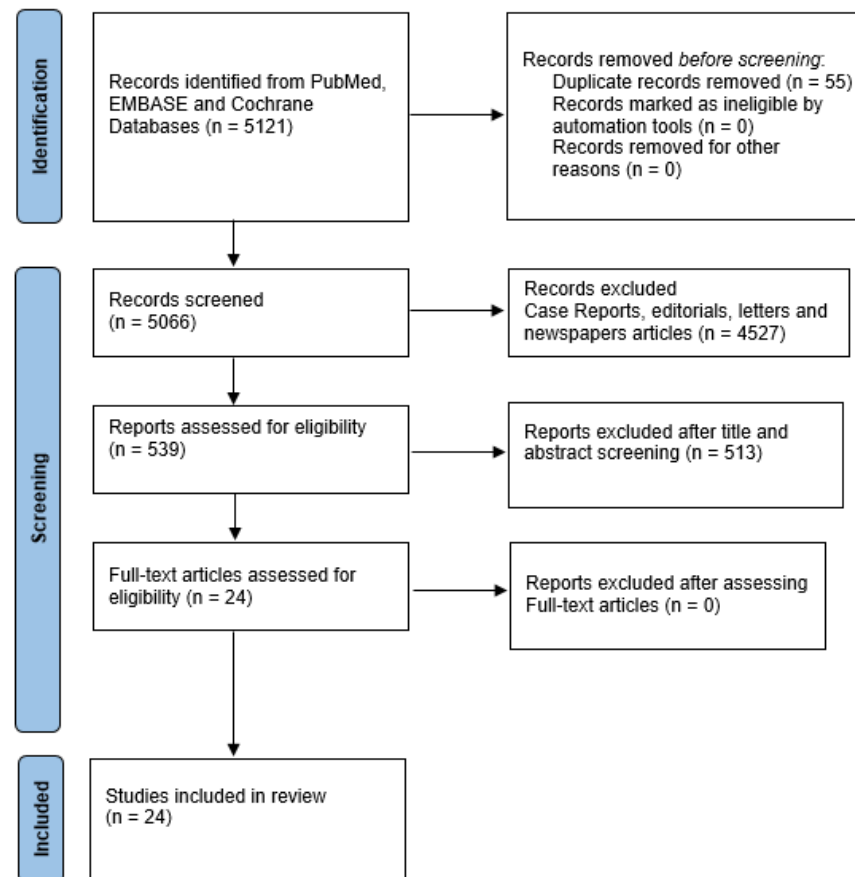 Identification
Records identified from PubMed,
EMBASE and Cochrane
Databases (n = 5121)
Records removed before screening:
Duplicate records removed (n = 55)
Records marked as ineligible by
automation tools (n = 0)
Records removed for other
reasons (n = 0)
Screening
Records screened
(n = 5066)
Records excluded
Case Reports, editorials, letters and
newspapers articles (n = 4527)
Reports assessed for eligibility
(n = 539)
Reports excluded after title and
abstract screening (n = 513)
Full-text articles assessed for
eligibility (n = 24)
Reports excluded after assessing
Full-text articles (n = 0)
Included
Studies included in review
(n = 24)